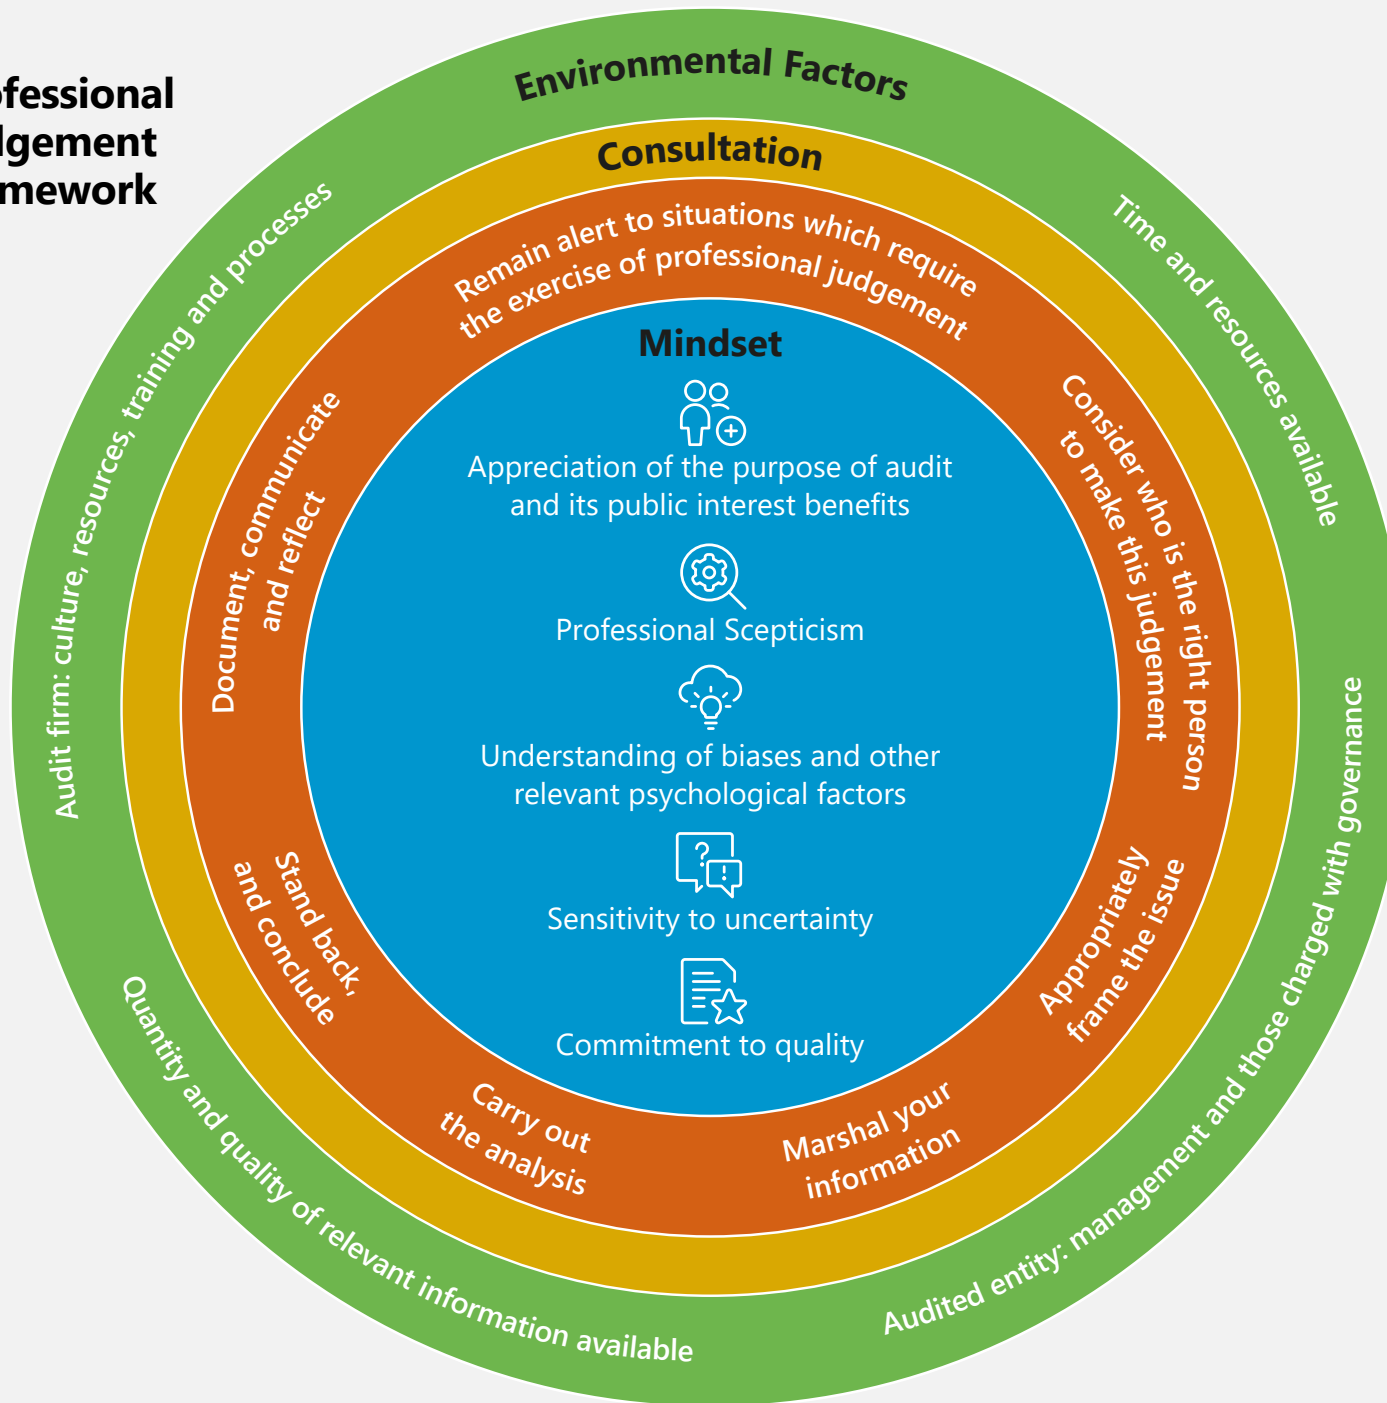 ofessional
dgement
mework
Environmental Factors
Consultation
Remain alert to situations which require
the exercise of professional judgement
Time and resources available
Consider who is the right person
to make this judgement
Audited entity: management and those charged with governance
Appropriately
frame the issue
Marshal your
information
Carry out
the analysis
Quantity and quality of relevant information available
Stand back,
and conclude
Audit firm: culture, resources, training and processes
Document, communicate
and reflect
Mindset
Appreciation of the purpose of audit
and its public interest benefits
Professional Scepticism
Understanding of biases and other
relevant psychological factors
Sensitivity to uncertainty
Commitment to quality